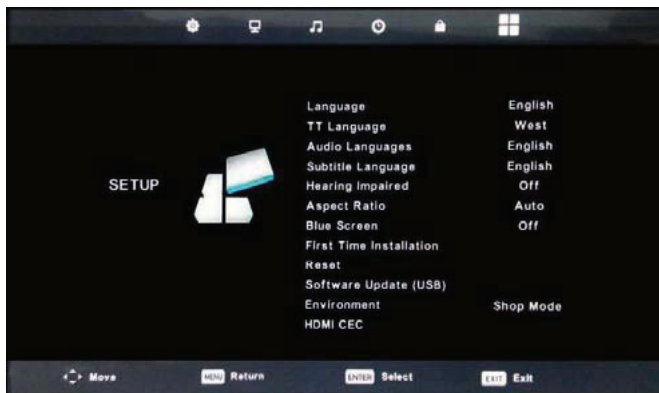 Language English
TT Language West
Audio Languages English
Subtitle Language English
SETUP
Hearing Impaired Off
Aspect Ratio Auto
Blue Screen Off
First Time Installation
Reset
Software Update (USB)
Environment Shop Mode
HDMI CEC
Move MENU Return ENTER Select EXIT Exit